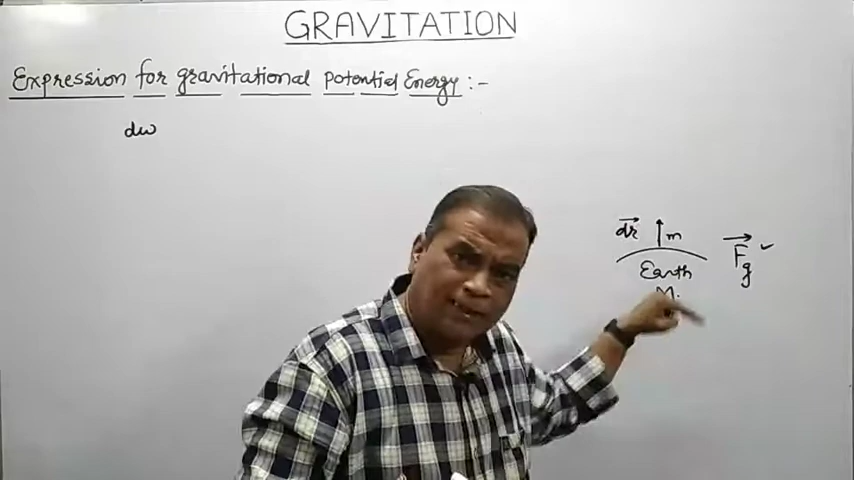 GRAVITATION
Expression for gravitational potential Energy :-
dw
dr m
Fg ✓
Earth
M